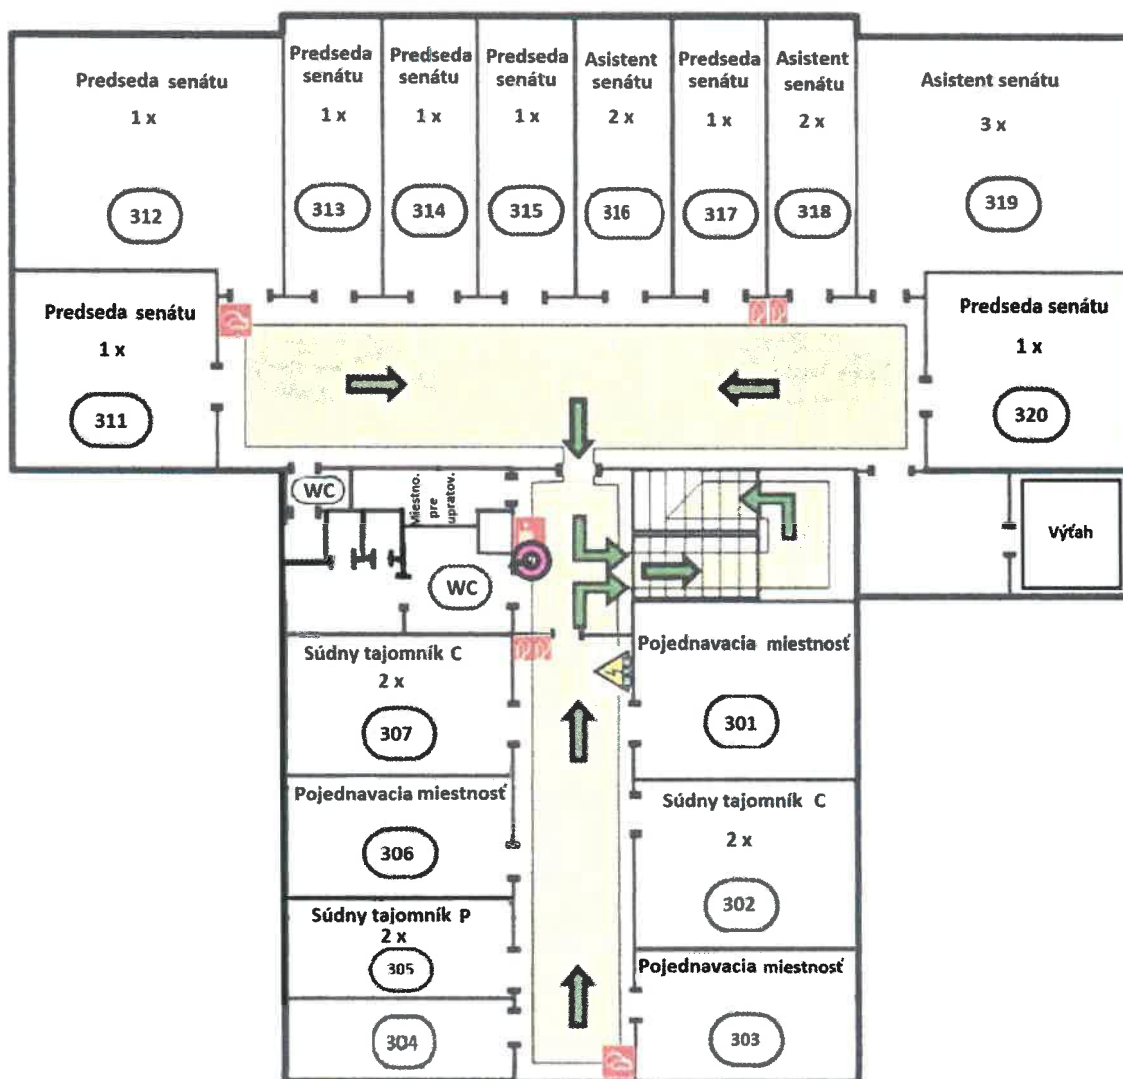 Predseda senátu
1 x
312
Predseda
senátu
1 x
313
Predseda
senátu
1 x
314
Predseda
senátu
1 x
315
Asistent
senátu
2 x
316
Predseda
senátu
1 x
317
Asistent
senátu
2 x
318
Asistent senátu
3 x
319
Predseda senátu
1 x
311
Predseda senátu
1 x
320
WC
Miestno.
pre
upratov.
WC
Výťah
Súdny tajomník C
2 x
307
Pojednavacia miestnosť
301
Pojednavacia miestnosť
306
Súdny tajomník C
2 x
302
Súdny tajomník P
2 x
305
304
Pojednavacia miestnosť
303